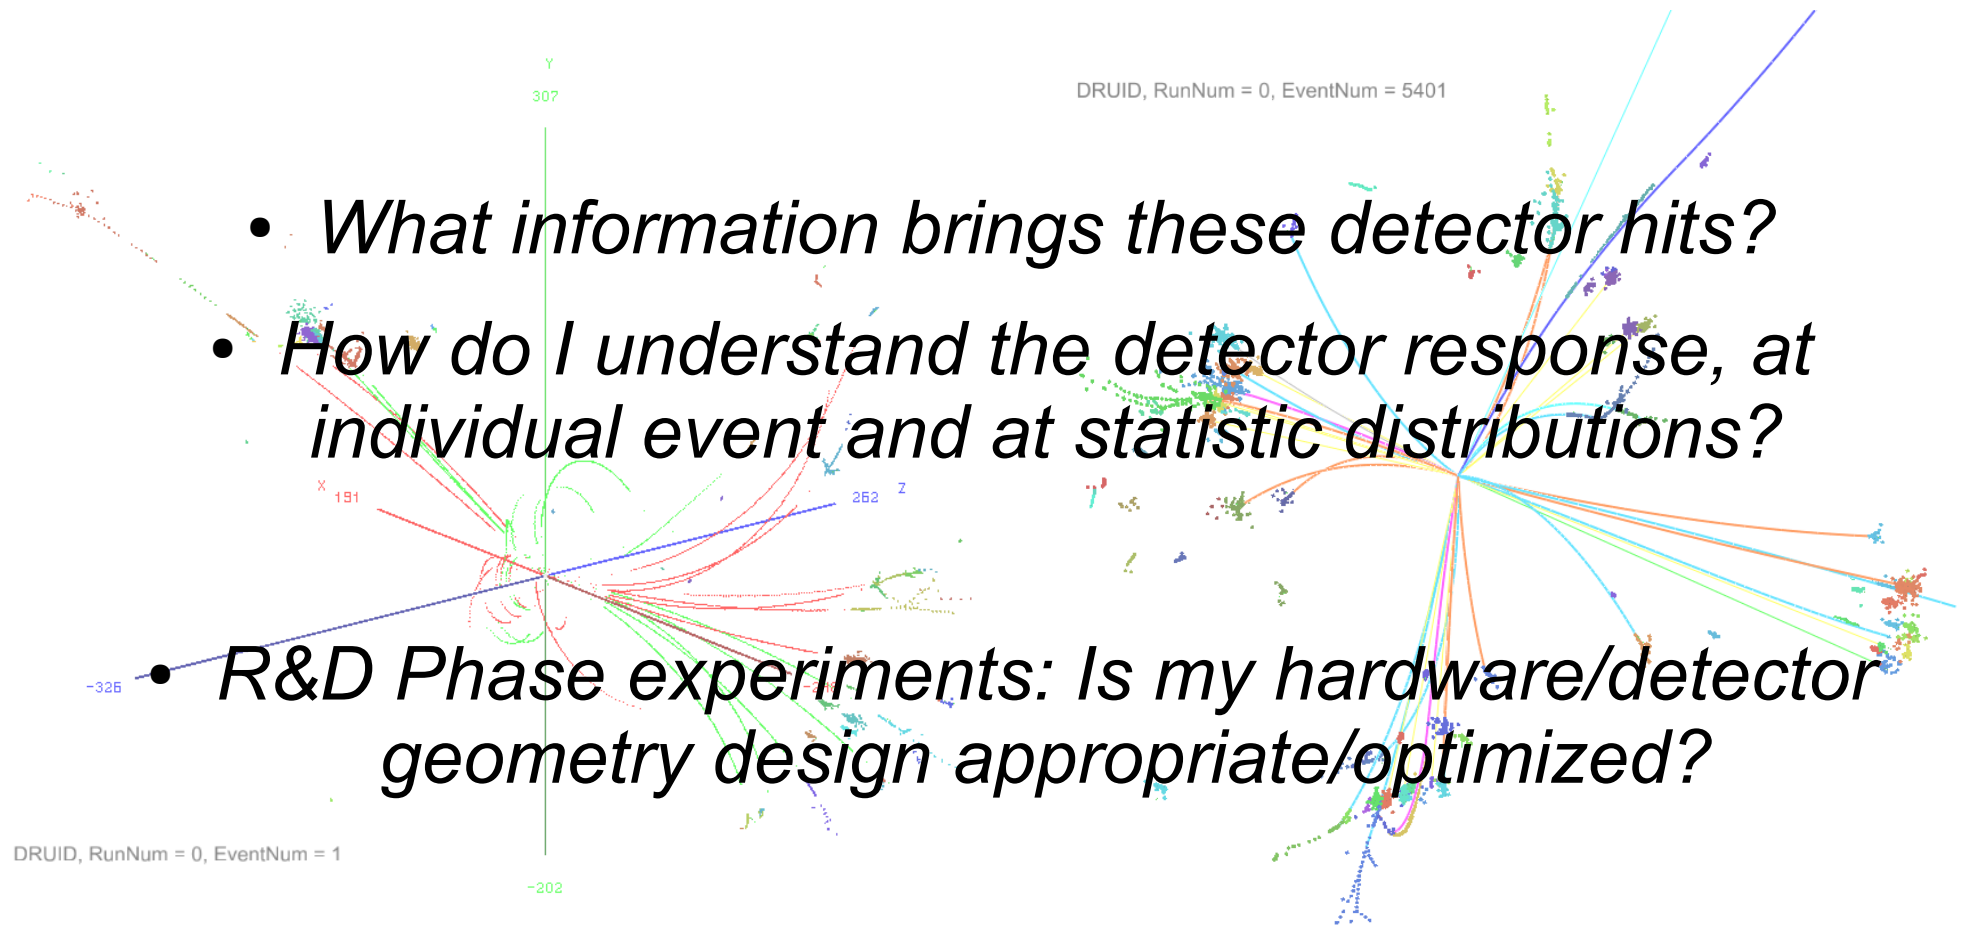 Y
307
DRUID, RunNum = 0, EventNum = 5401
• What information brings these detector hits?
• How do I understand the detector response, at
individual event and at statistic distributions?
X 191
262 Z
• R&D Phase experiments: Is my hardware/detector
-326
geometry design appropriate/optimized?
DRUID, RunNum = 0, EventNum = 1
-202